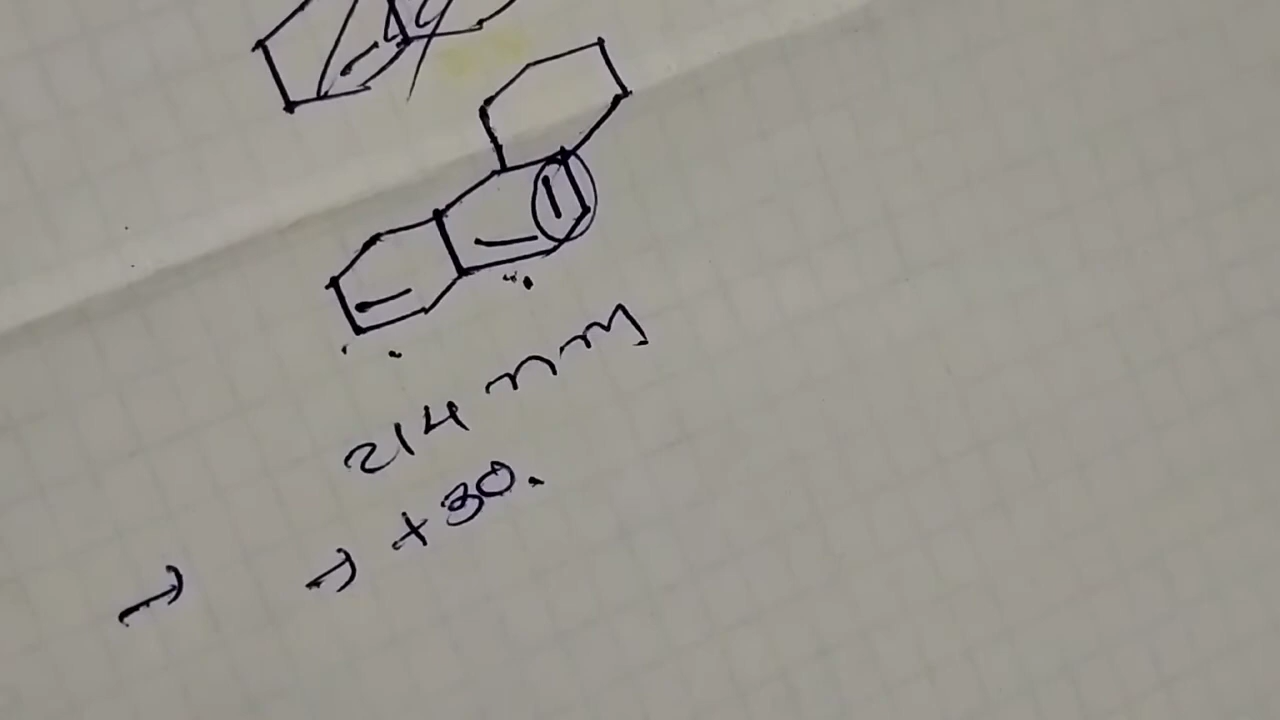 214 nm
→ → +30.